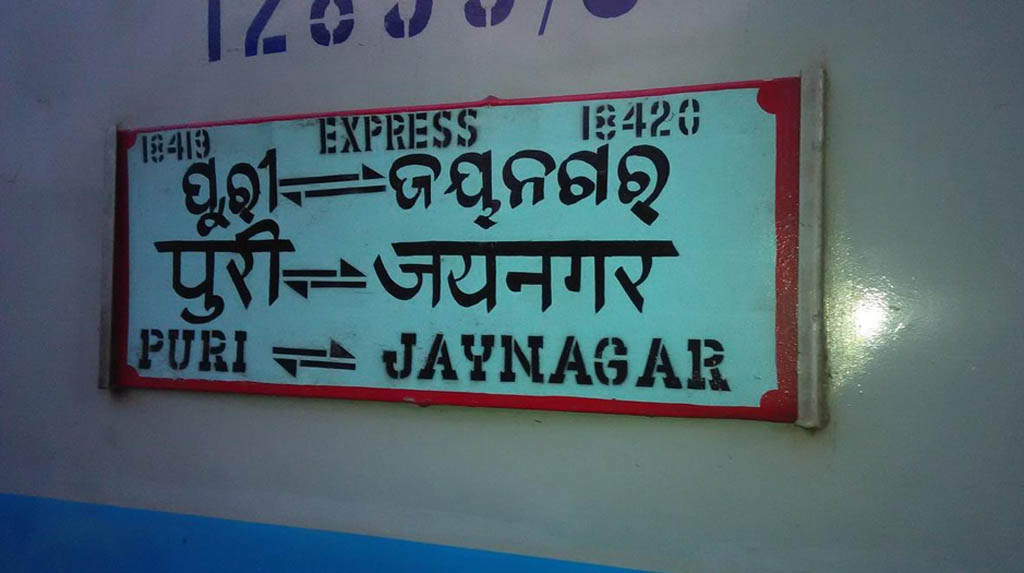 18419 EXPRESS 18420
ପୁରୀ ⇌ ଜୟନଗର୍
पुरी ⇌ जयनगर
PURI ⇌ JAYNAGAR